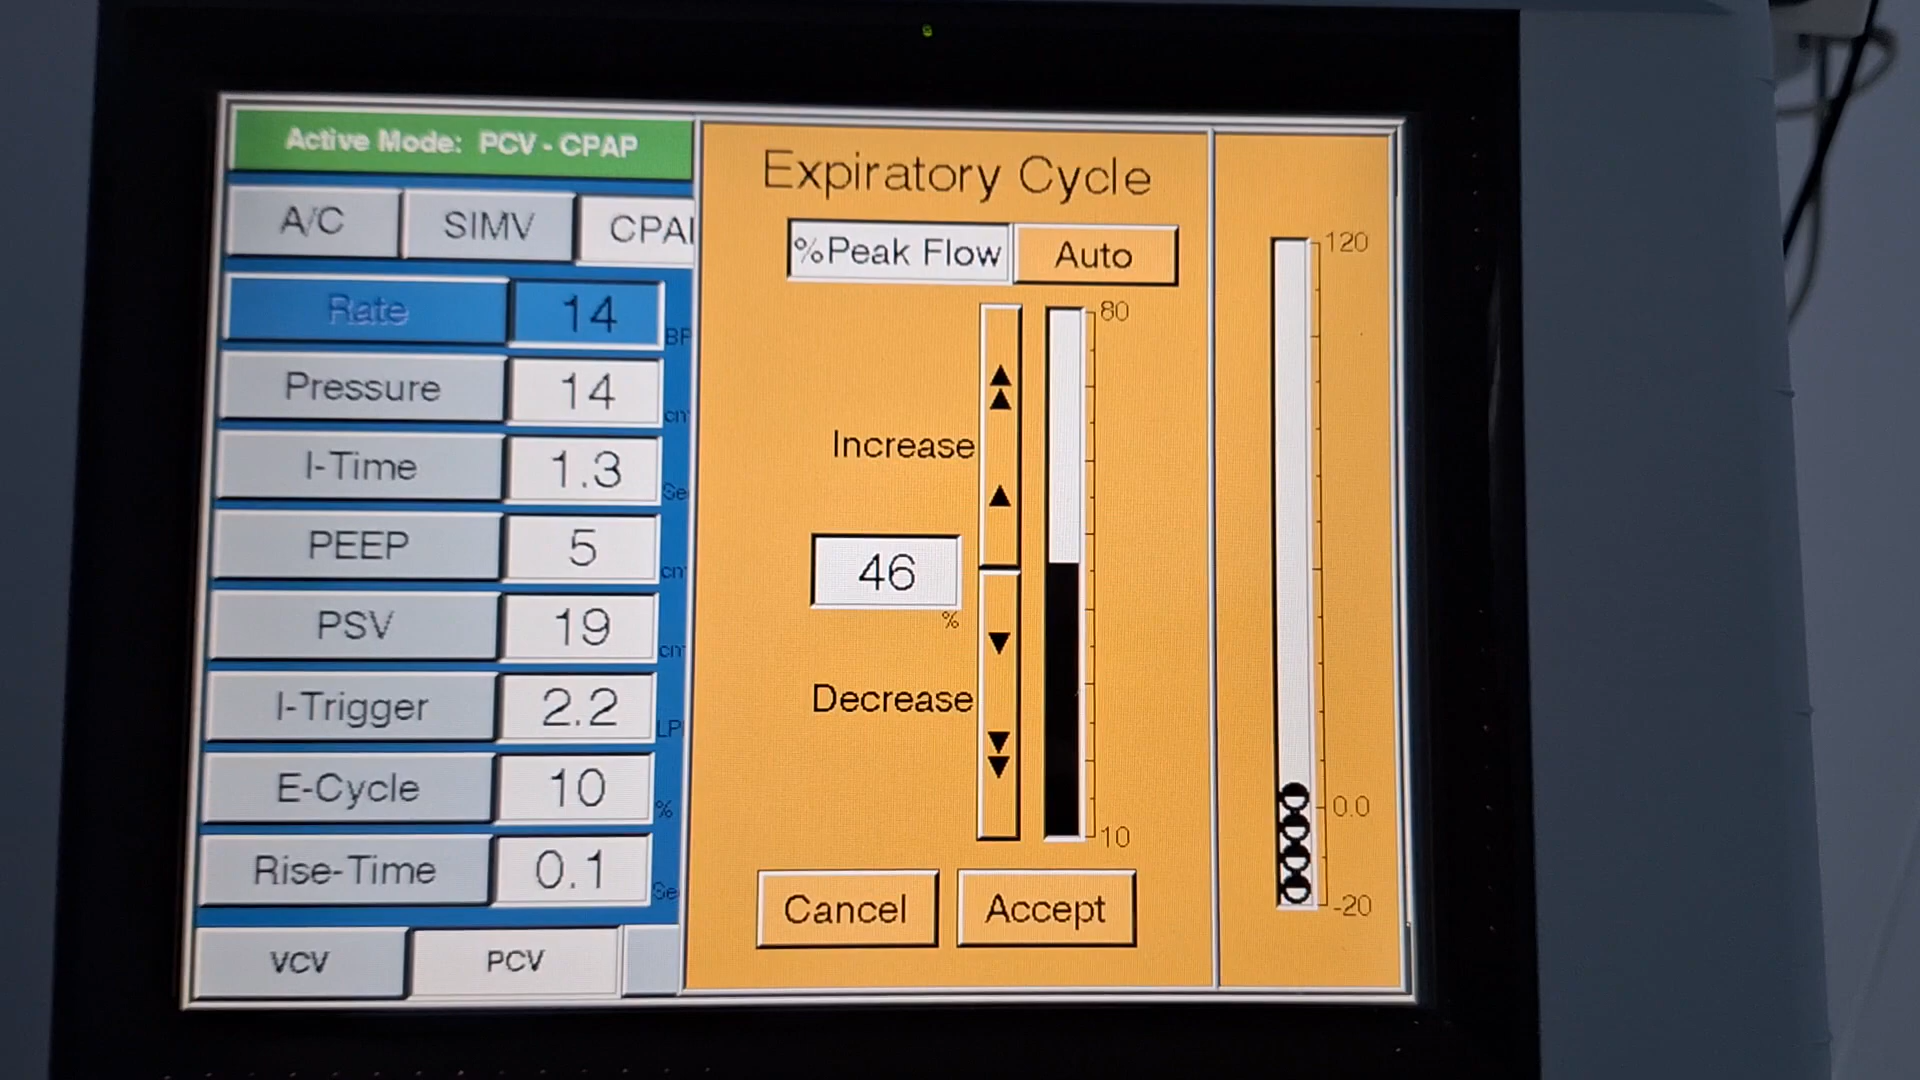 Active Mode: PCV - CPAP
A/C SIMV CPA
Rate 14
Pressure 14
I-Time 1.3
PEEP 5
PSV 19
I-Trigger 2.2
E-Cycle 10 %
Rise-Time 0.1
VCV PCV
Expiratory Cycle
%Peak Flow Auto
80
Increase
46
%
Decrease
10
Cancel Accept
120
0.0
-20